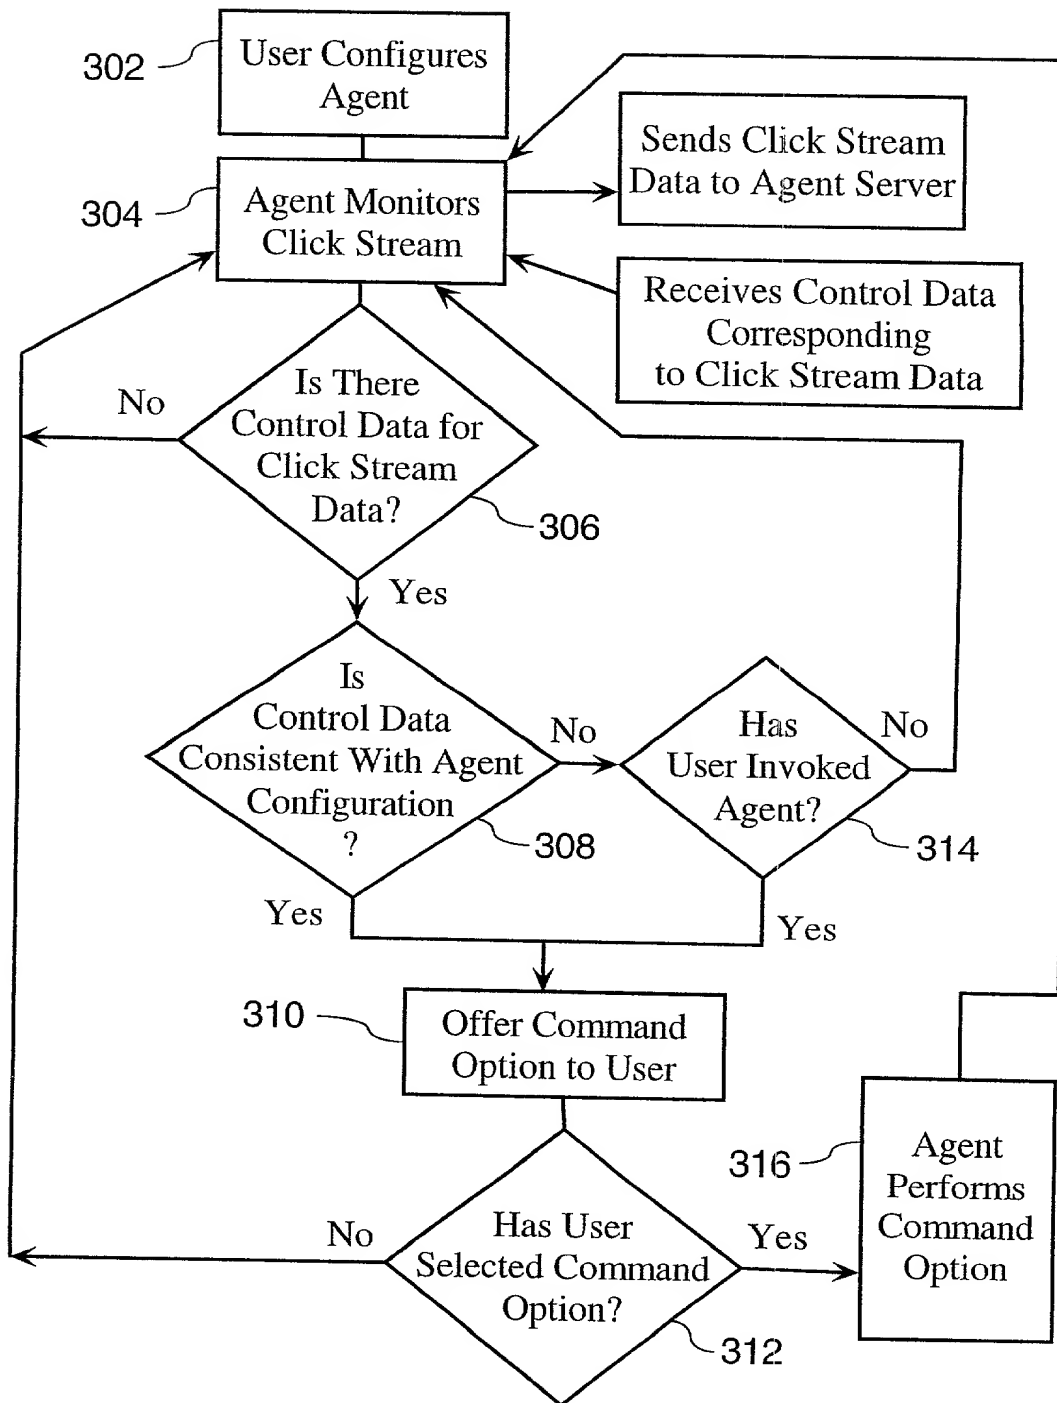 302
User Configures
Agent
304
Agent Monitors
Click Stream
Sends Click Stream
Data to Agent Server
Receives Control Data
Corresponding
to Click Stream Data
No
Is There
Control Data for
Click Stream
Data?
306
Yes
Is
Control Data
Consistent With Agent
Configuration
?
308
No
Has
User Invoked
Agent?
No
314
Yes
Yes
310
Offer Command
Option to User
No
Has User
Selected Command
Option?
312
Yes
316
Agent
Performs
Command
Option